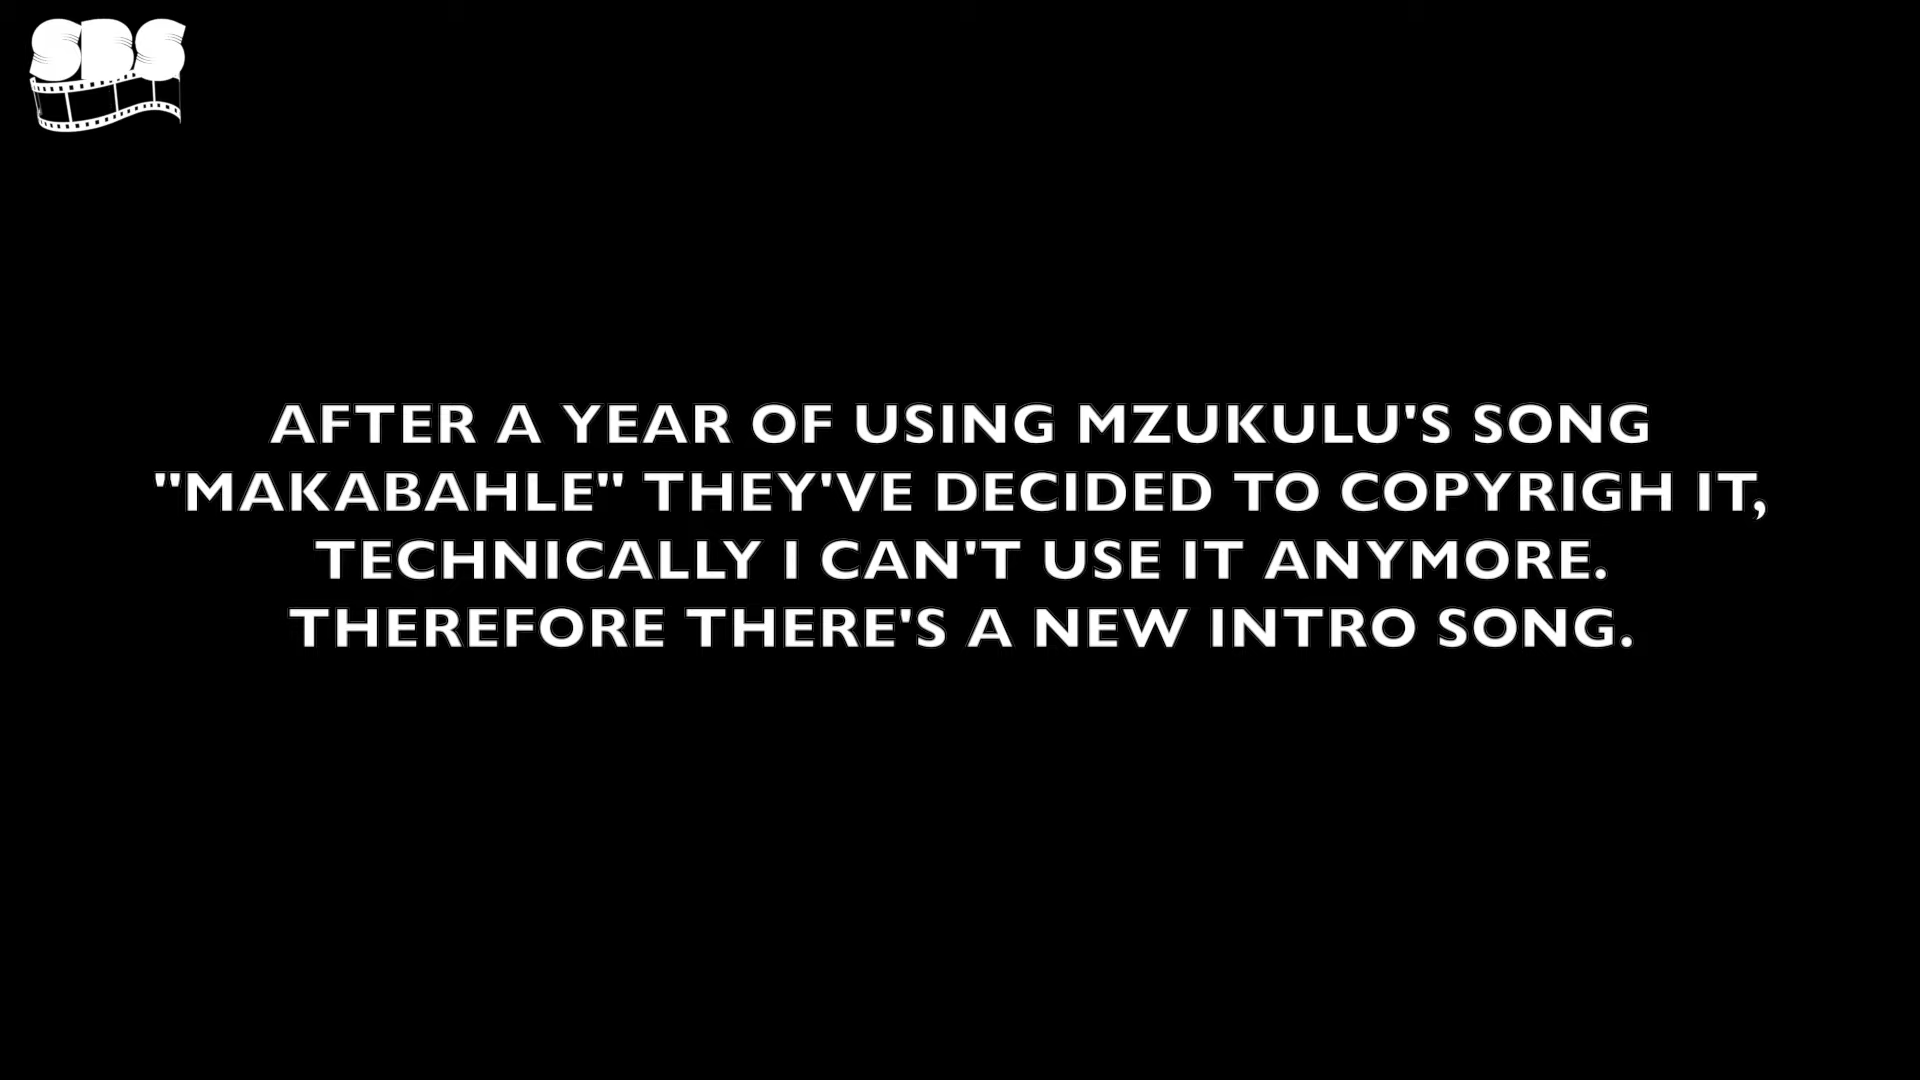 SBS
AFTER A YEAR OF USING MZUKULU'S SONG
"MAKABAHLE" THEY'VE DECIDED TO COPYRIGH IT,
TECHNICALLY I CAN'T USE IT ANYMORE.
THEREFORE THERE'S A NEW INTRO SONG.